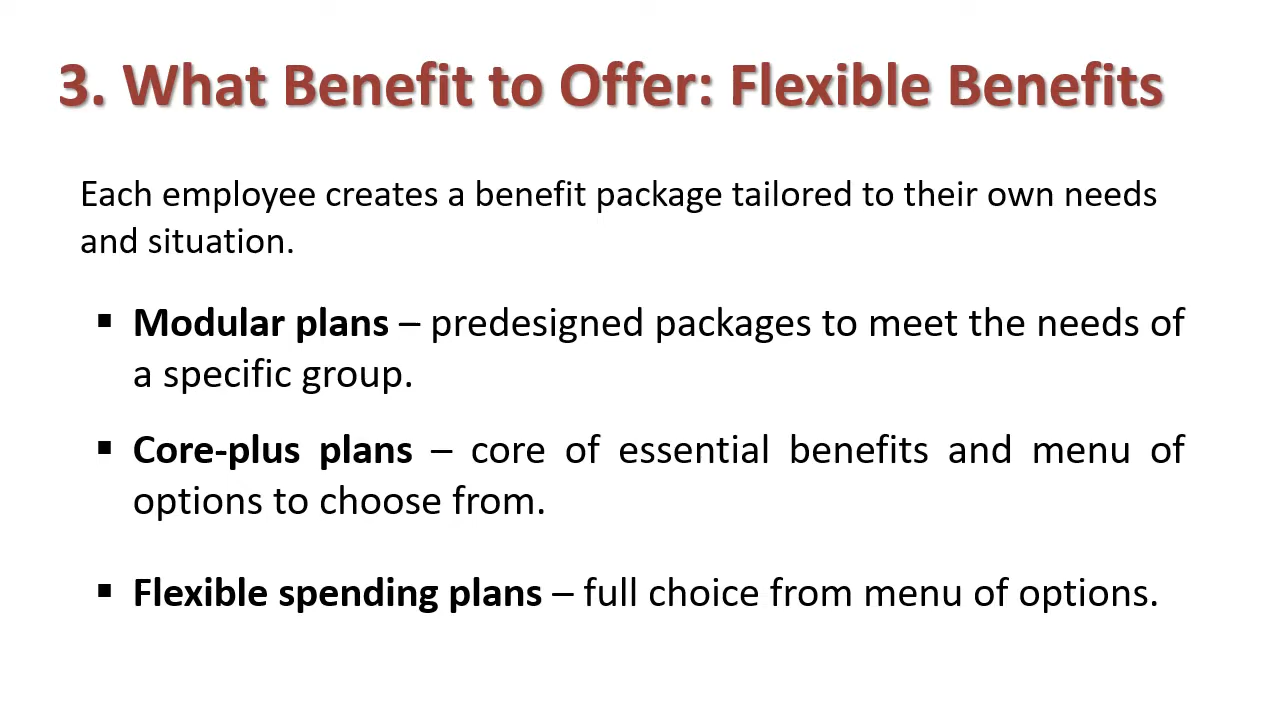 3. What Benefit to Offer: Flexible Benefits
Each employee creates a benefit package tailored to their own needs
and situation.
▪ Modular plans – predesigned packages to meet the needs of
a specific group.
▪ Core-plus plans – core of essential benefits and menu of
options to choose from.
▪ Flexible spending plans – full choice from menu of options.